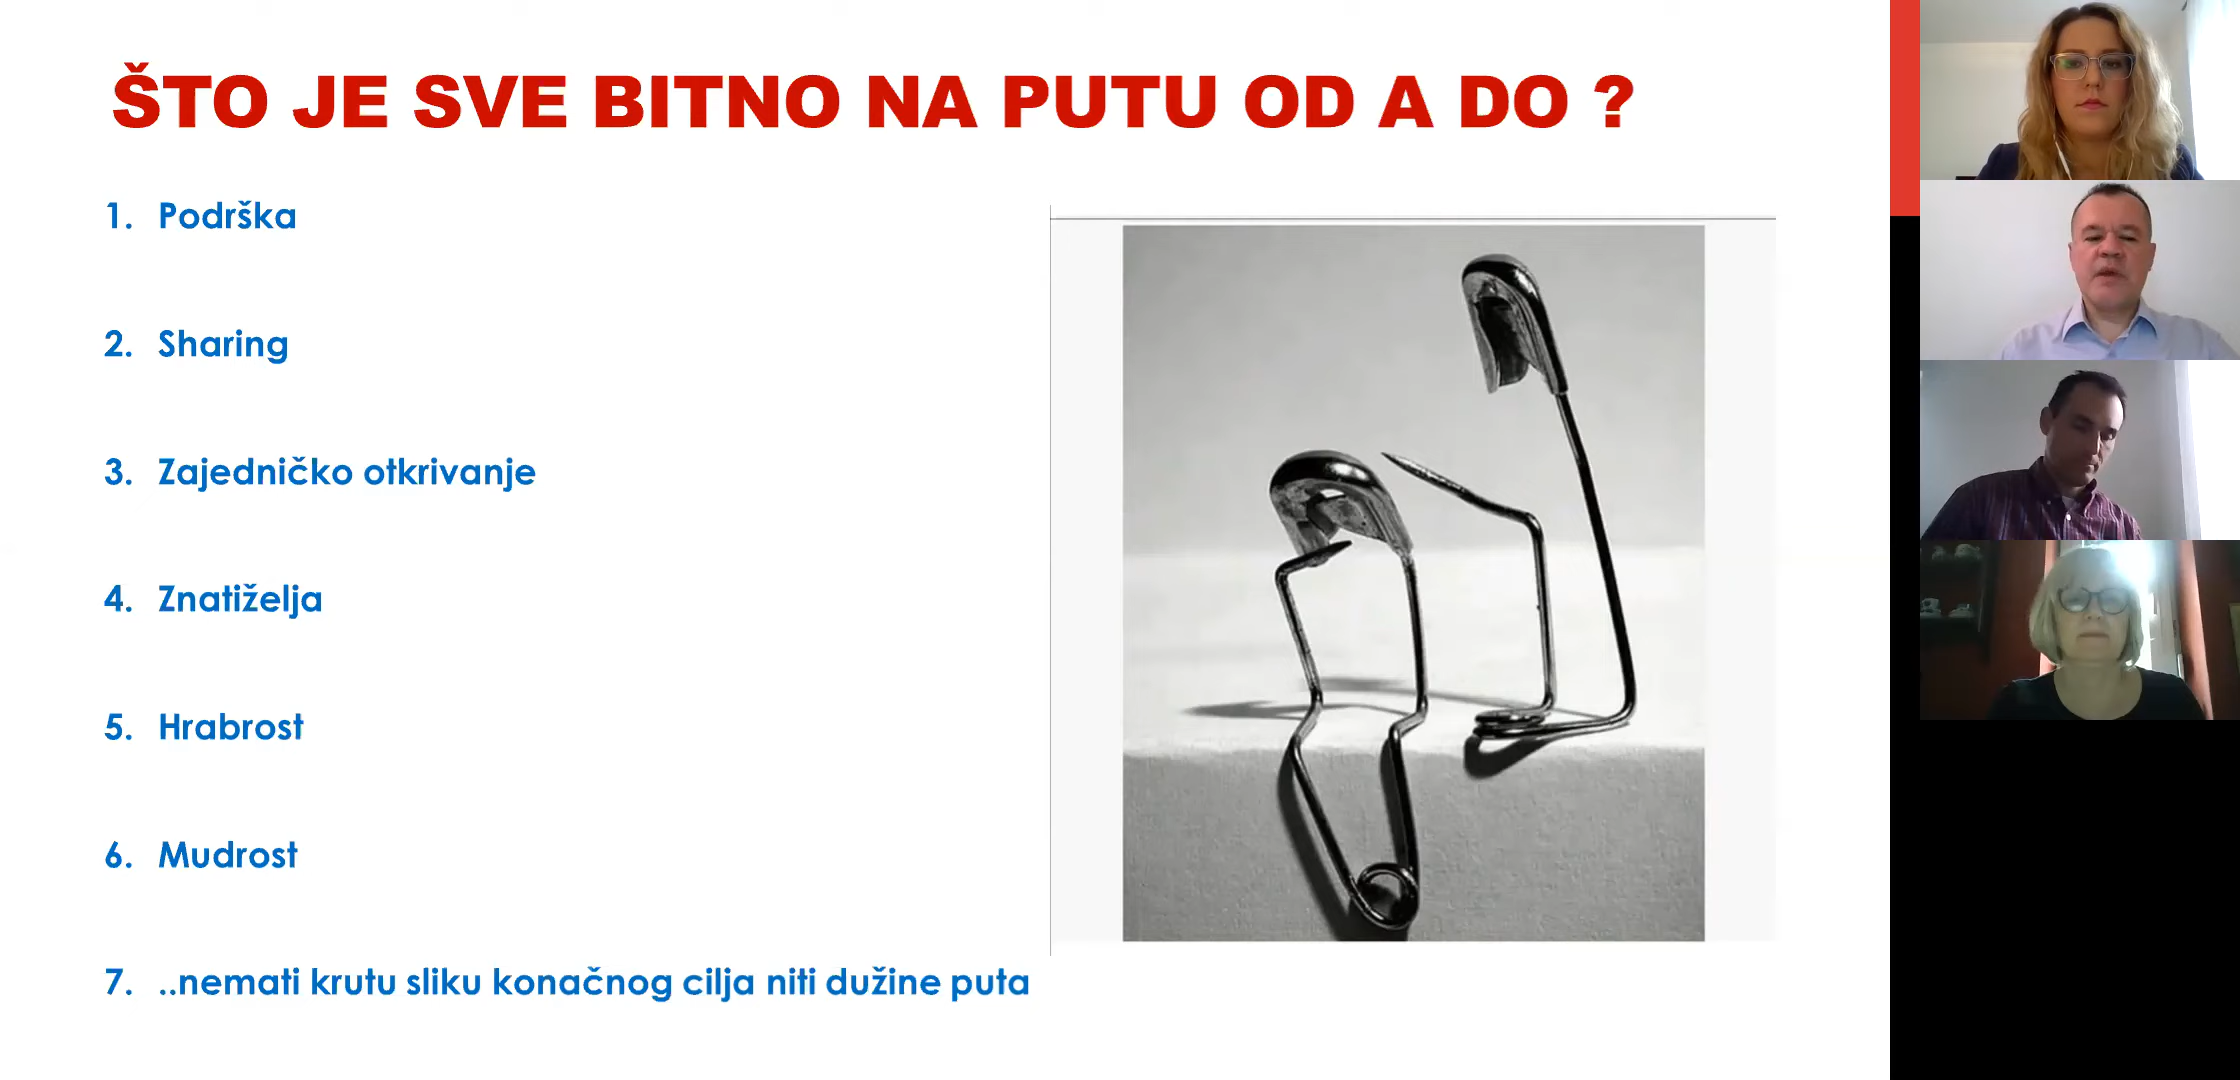 ŠTO JE SVE BITNO NA PUTU OD A DO ?
1. Podrška
2. Sharing
3. Zajedničko otkrivanje
4. Znatiželja
5. Hrabrost
6. Mudrost
7. ..nemati krutu sliku konačnog cilja niti dužine puta